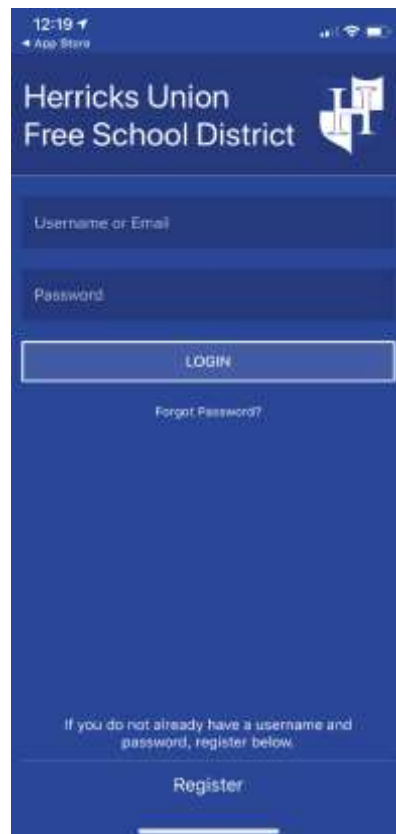 12:19
◀ App Store
Herricks Union
Free School District
H
Username or Email
Password
LOGIN
Forgot Password?
If you do not already have a username and
password, register below.
Register